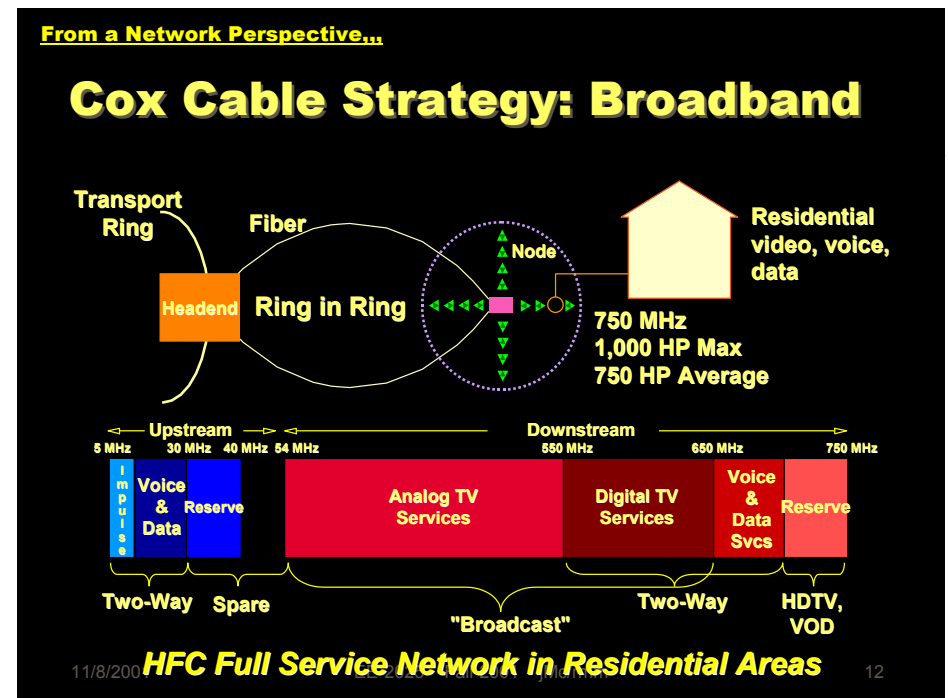 From a Network Perspective,,,
Cox Cable Strategy: Broadband
Transport
Ring
Fiber
Node
Residential
video, voice,
data
Headend
Ring in Ring
750 MHz
1,000 HP Max
750 HP Average
Upstream
Downstream
5 MHz
30 MHz
40 MHz
54 MHz
550 MHz
650 MHz
750 MHz
Impulse
Voice
&
Data
Reserve
Analog TV
Services
Digital TV
Services
Voice
&
Data
Svcs
Reserve
Two-Way
Spare
"Broadcast"
Two-Way
HDTV,
VOD
HFC Full Service Network in Residential Areas
11/8/200
12